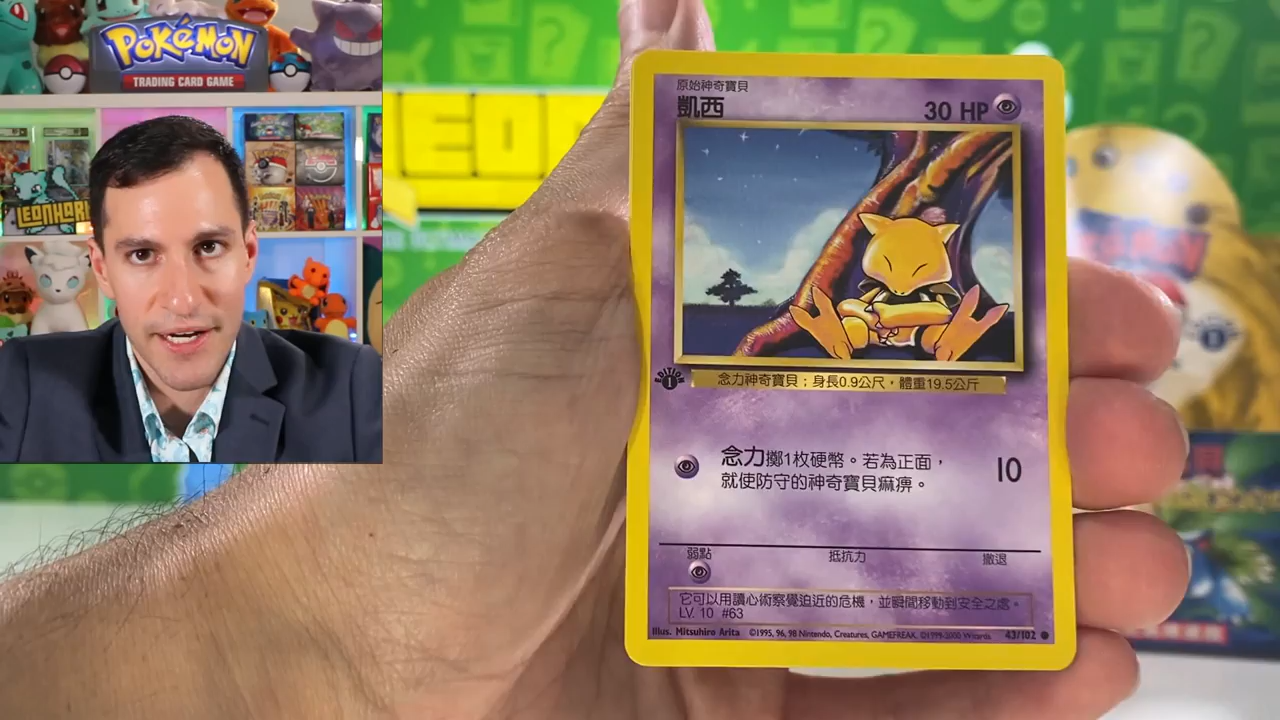 POKéMON
TRADING CARD GAME
LEONHART
原始神奇寶貝
凱西
30 HP
EDITION 1
念力神奇寶貝；身長0.9公尺，體重19.5公斤
念力擲1枚硬幣。若為正面，
就使防守的神奇寶貝麻痹。
10
弱點
抵抗力
撤退
它可以用讀心術察覺迫近的危機，並瞬間移動到安全之處。
LV. 10 #63
Illus. Mitsuhiro Arita ©1995, 96, 98 Nintendo, Creatures, GAMEFREAK. ©1999-2000 Wizards. 43/102